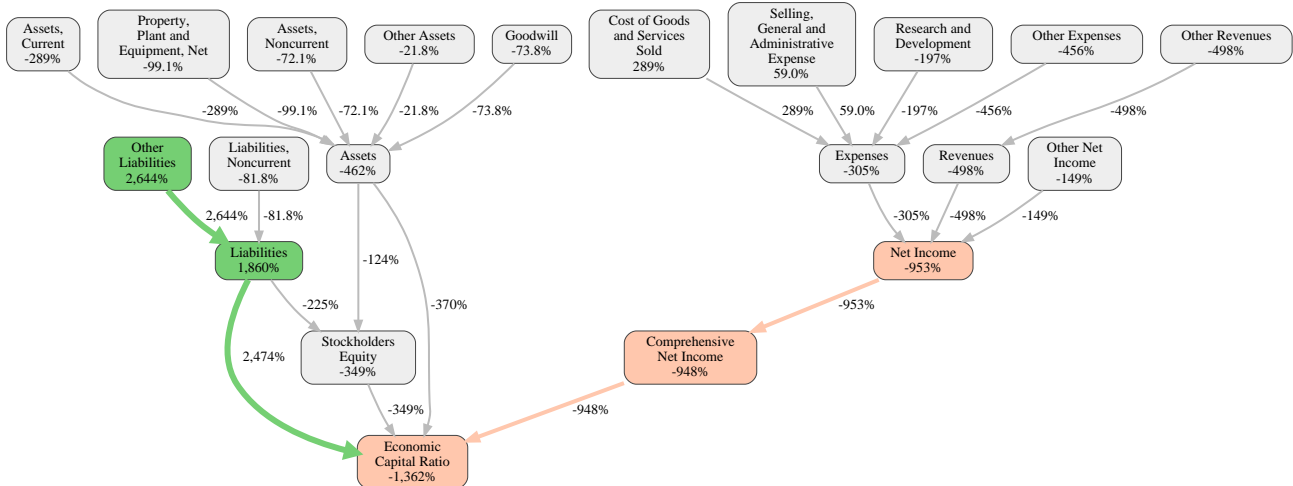 Assets,
Current
-289%
Property,
Plant and
Equipment, Net
-99.1%
Assets,
Noncurrent
-72.1%
Other Assets
-21.8%
Goodwill
-73.8%
Cost of Goods
and Services
Sold
289%
Selling,
General and
Administrative
Expense
59.0%
Research and
Development
-197%
Other Expenses
-456%
Other Revenues
-498%
-289%
-99.1%
-72.1%
-21.8%
-73.8%
289%
59.0%
-197%
-456%
-498%
Other
Liabilities
2,644%
Liabilities,
Noncurrent
-81.8%
Assets
-462%
Expenses
-305%
Revenues
-498%
Other Net
Income
-149%
2,644%
-81.8%
-305%
-498%
-149%
Liabilities
1,860%
-124%
Net Income
-953%
-225%
-370%
-953%
2,474%
Stockholders
Equity
-349%
Comprehensive
Net Income
-948%
-349%
-948%
Economic
Capital Ratio
-1,362%